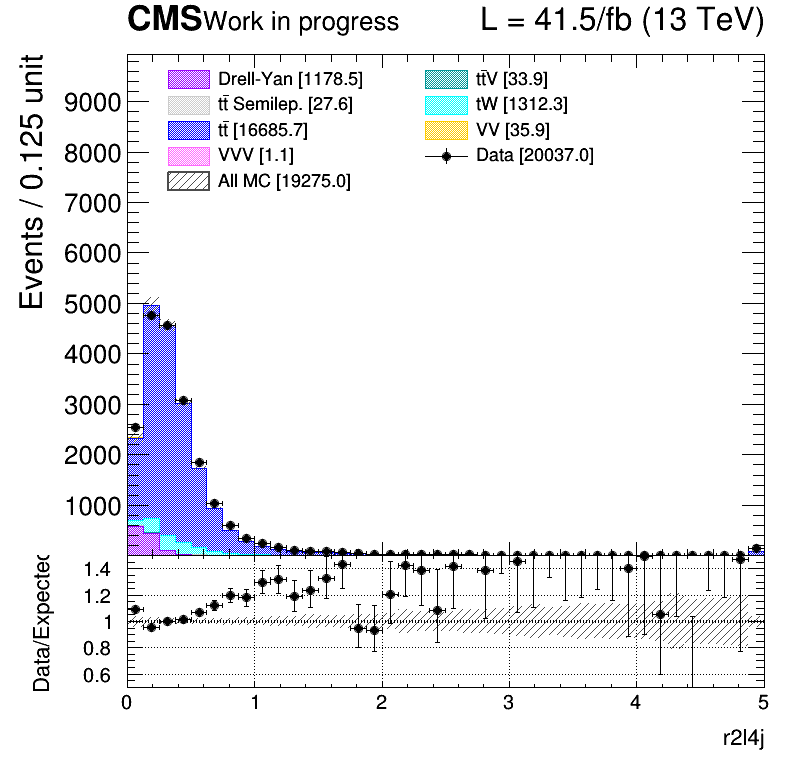 CMS Work in progress L = 41.5/fb (13 TeV)
Events / 0.125 unit
Drell-Yan [1178.5] tt̄V [33.9]
tt̄ Semilep. [27.6] tW [1312.3]
tt̄ [16685.7] VV [35.9]
VVV [1.1] Data [20037.0]
All MC [19275.0]
9000
8000
7000
6000
5000
4000
3000
2000
1000
Data/Expected
1.4
1.2
1
0.8
0.6
0 1 2 3 4 5
r2l4j